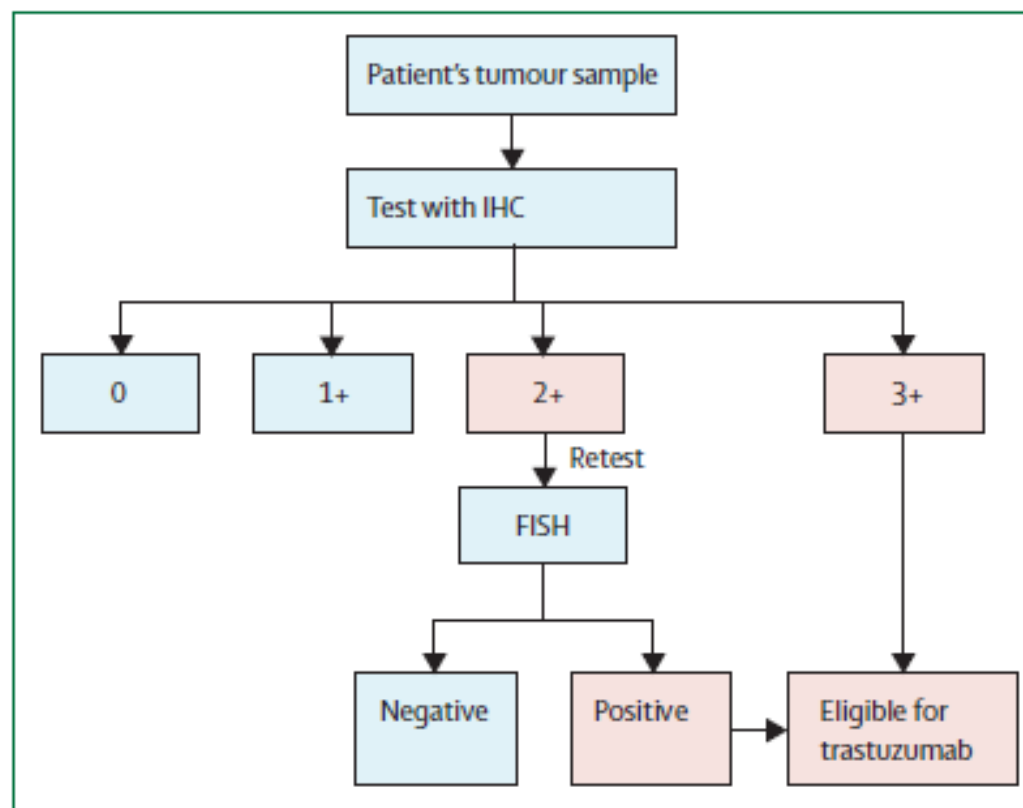 Patient's tumour sample
Test with IHC
0
1+
2+
3+
Retest
FISH
Negative
Positive
Eligible for
trastuzumab